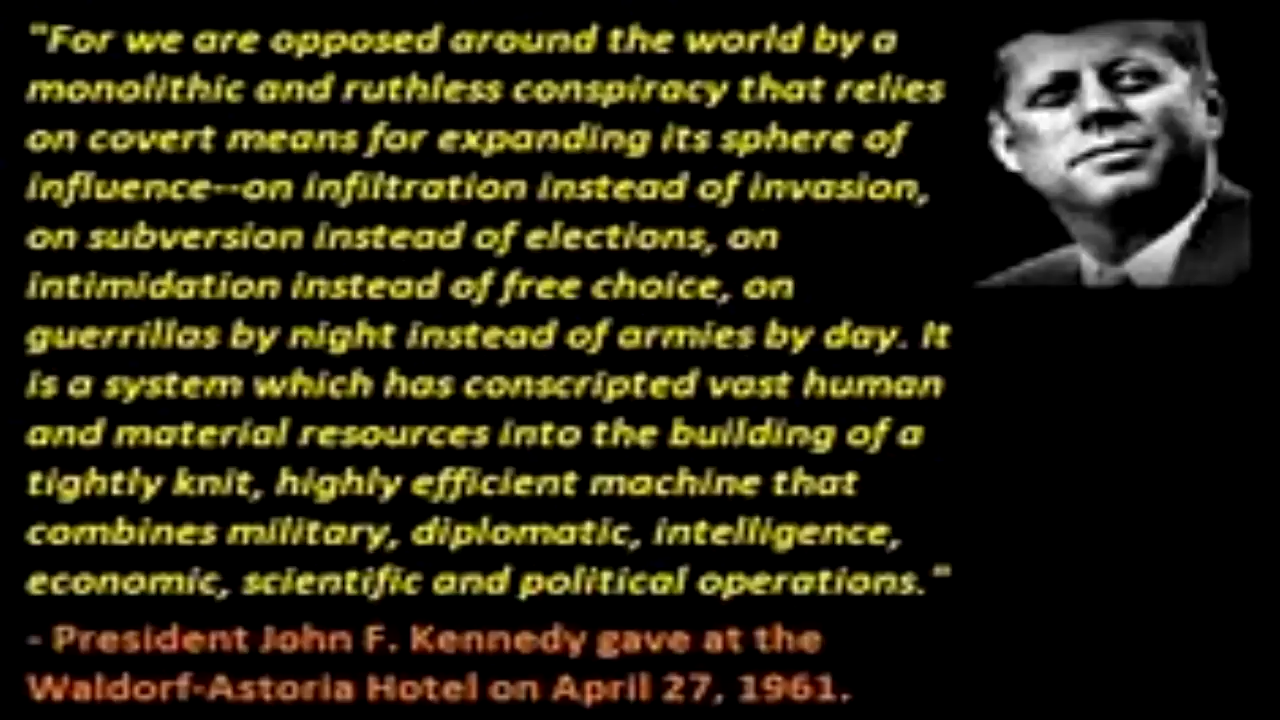 "For we are opposed around the world by a
monolithic and ruthless conspiracy that relies
on covert means for expanding its sphere of
influence--on infiltration instead of invasion,
on subversion instead of elections, on
intimidation instead of free choice, on
guerrillas by night instead of armies by day. It
is a system which has conscripted vast human
and material resources into the building of a
tightly knit, highly efficient machine that
combines military, diplomatic, intelligence,
economic, scientific and political operations."
- President John F. Kennedy gave at the
Waldorf-Astoria Hotel on April 27, 1961.